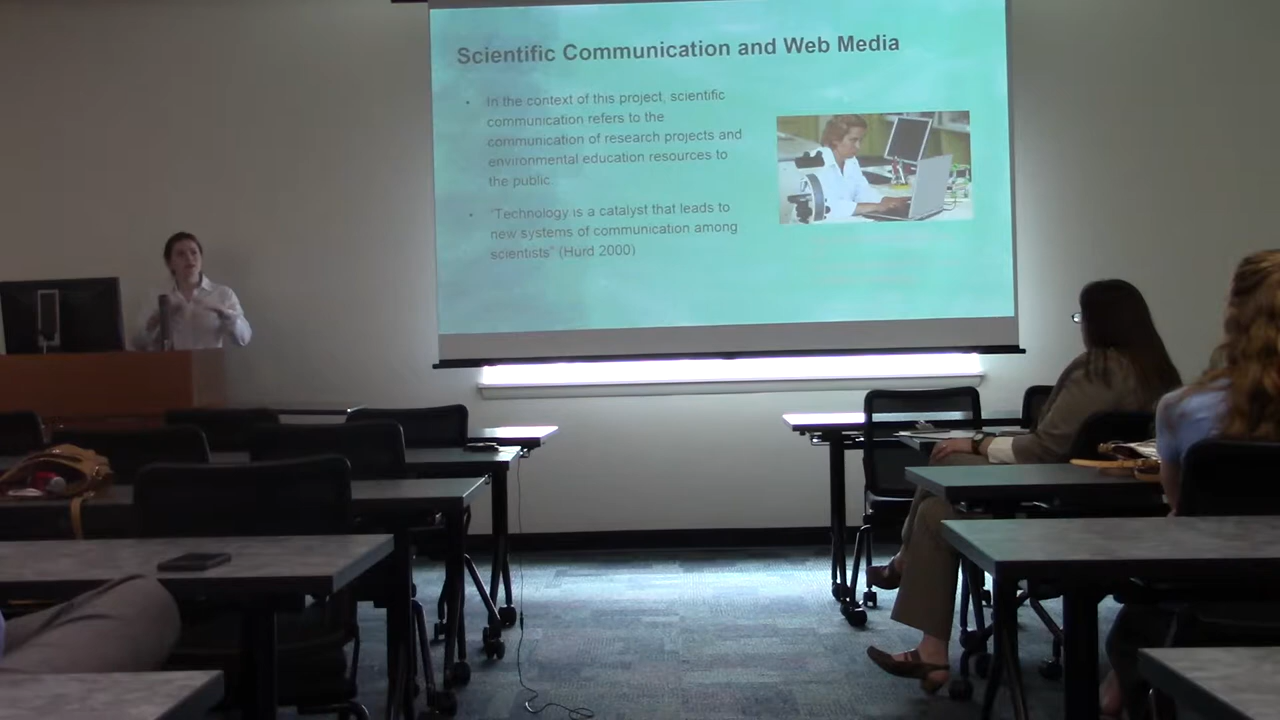 Scientific Communication and Web Media
In the context of this project, scientific
communication refers to the
communication of research projects and
environmental education resources to
the public.
"Technology is a catalyst that leads to
new systems of communication among
scientists" (Hurd 2000)